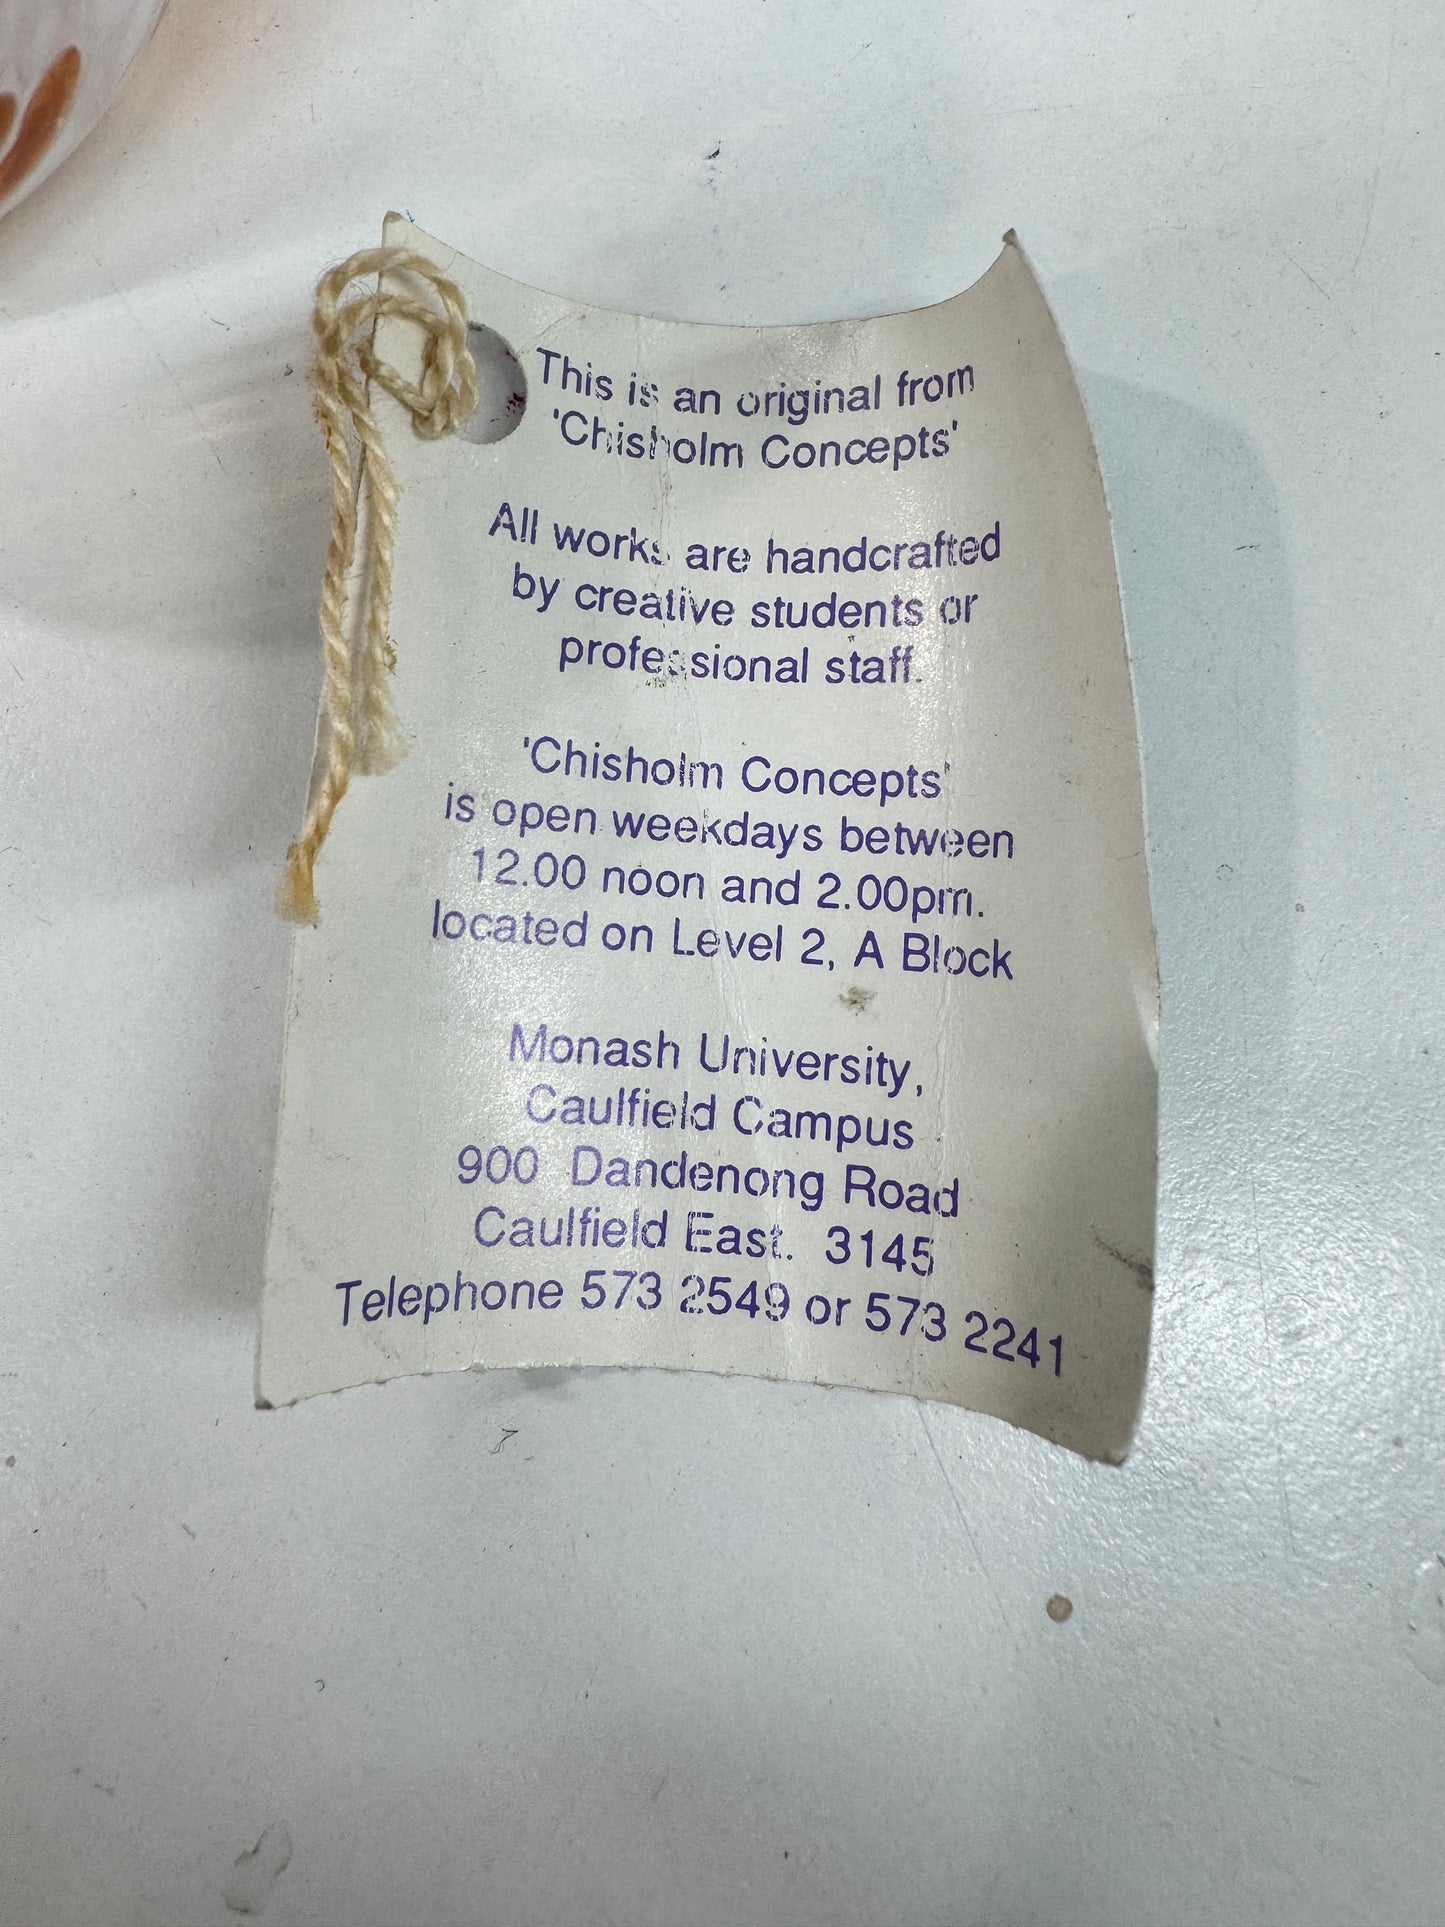 This is an original from
'Chisholm Concepts'
All works are handcrafted
by creative students or
professional staff.
'Chisholm Concepts'
is open weekdays between
12.00 noon and 2.00pm.
located on Level 2, A Block
Monash University,
Caulfield Campus
900 Dandenong Road
Caulfield East. 3145
Telephone 573 2549 or 573 2241